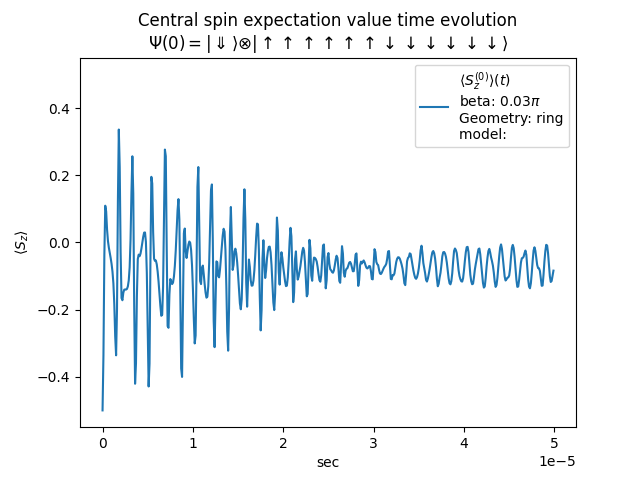 Central spin expectation value time evolution
Ψ(0) = | ⇓ ⟩⊗| ↑ ↑ ↑ ↑ ↑ ↑ ↓ ↓ ↓ ↓ ↓ ↓⟩
⟨S_z^{(0)}⟩(t)
beta: 0.03π
Geometry: ring
model:
0.4
0.2
0.0
−0.2
−0.4
⟨S_z⟩
0 1 2 3 4 5
1e−5
sec